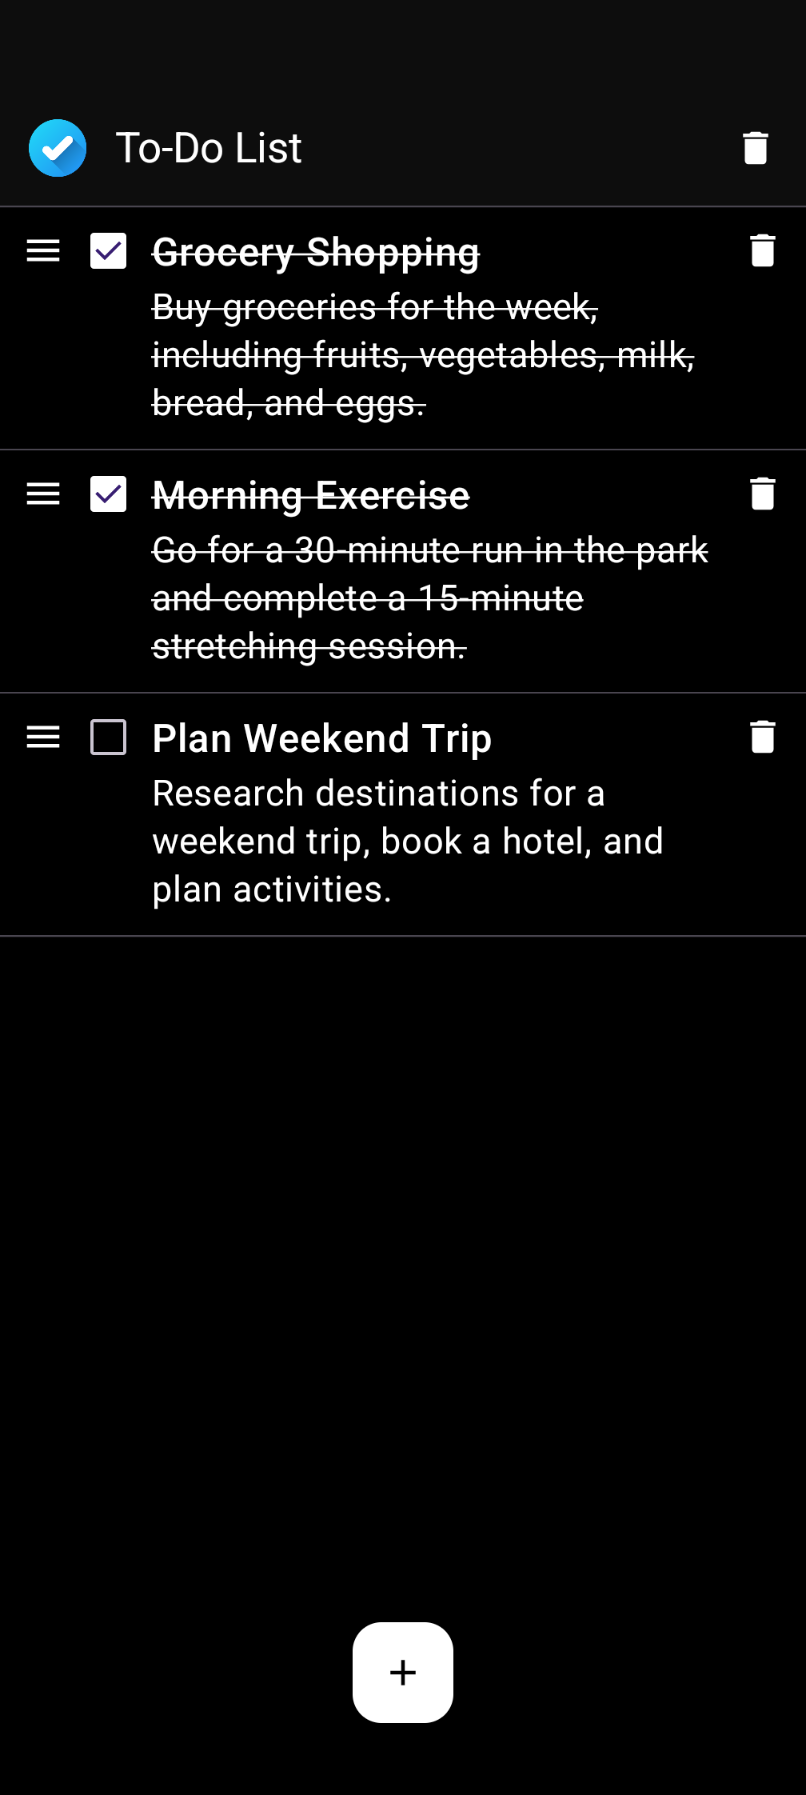 To-Do List
Grocery Shopping
Buy groceries for the week,
including fruits, vegetables, milk,
bread, and eggs.
Morning Exercise
Go for a 30-minute run in the park
and complete a 15-minute
stretching session.
Plan Weekend Trip
Research destinations for a
weekend trip, book a hotel, and
plan activities.